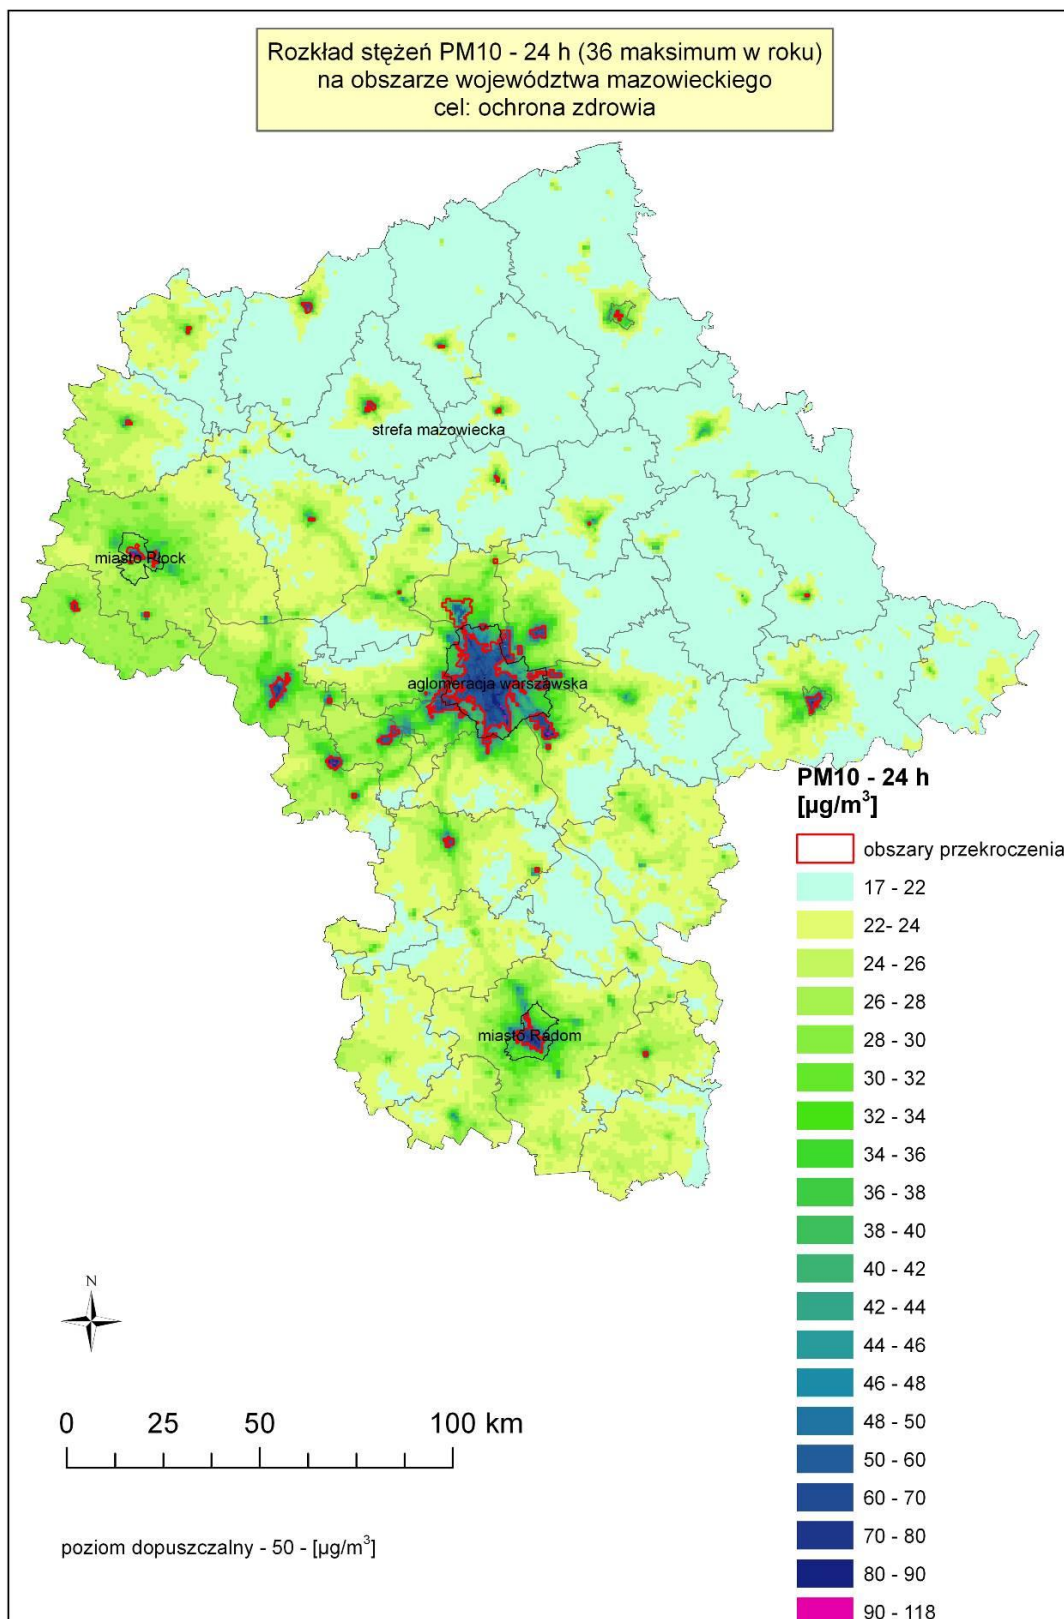 Rozkład stężeń PM10 - 24 h (36 maksimum w roku)
na obszarze województwa mazowieckiego
cel: ochrona zdrowia
strefa mazowiecka
miasto Płock
aglomeracja warszawska
miasto Radom
PM10 - 24 h
[µg/m³]
obszary przekroczenia
17 - 22
22- 24
24 - 26
26 - 28
28 - 30
30 - 32
32 - 34
34 - 36
36 - 38
38 - 40
40 - 42
42 - 44
44 - 46
46 - 48
48 - 50
50 - 60
60 - 70
70 - 80
80 - 90
90 - 118
N
0 25 50 100 km
poziom dopuszczalny - 50 - [µg/m³]